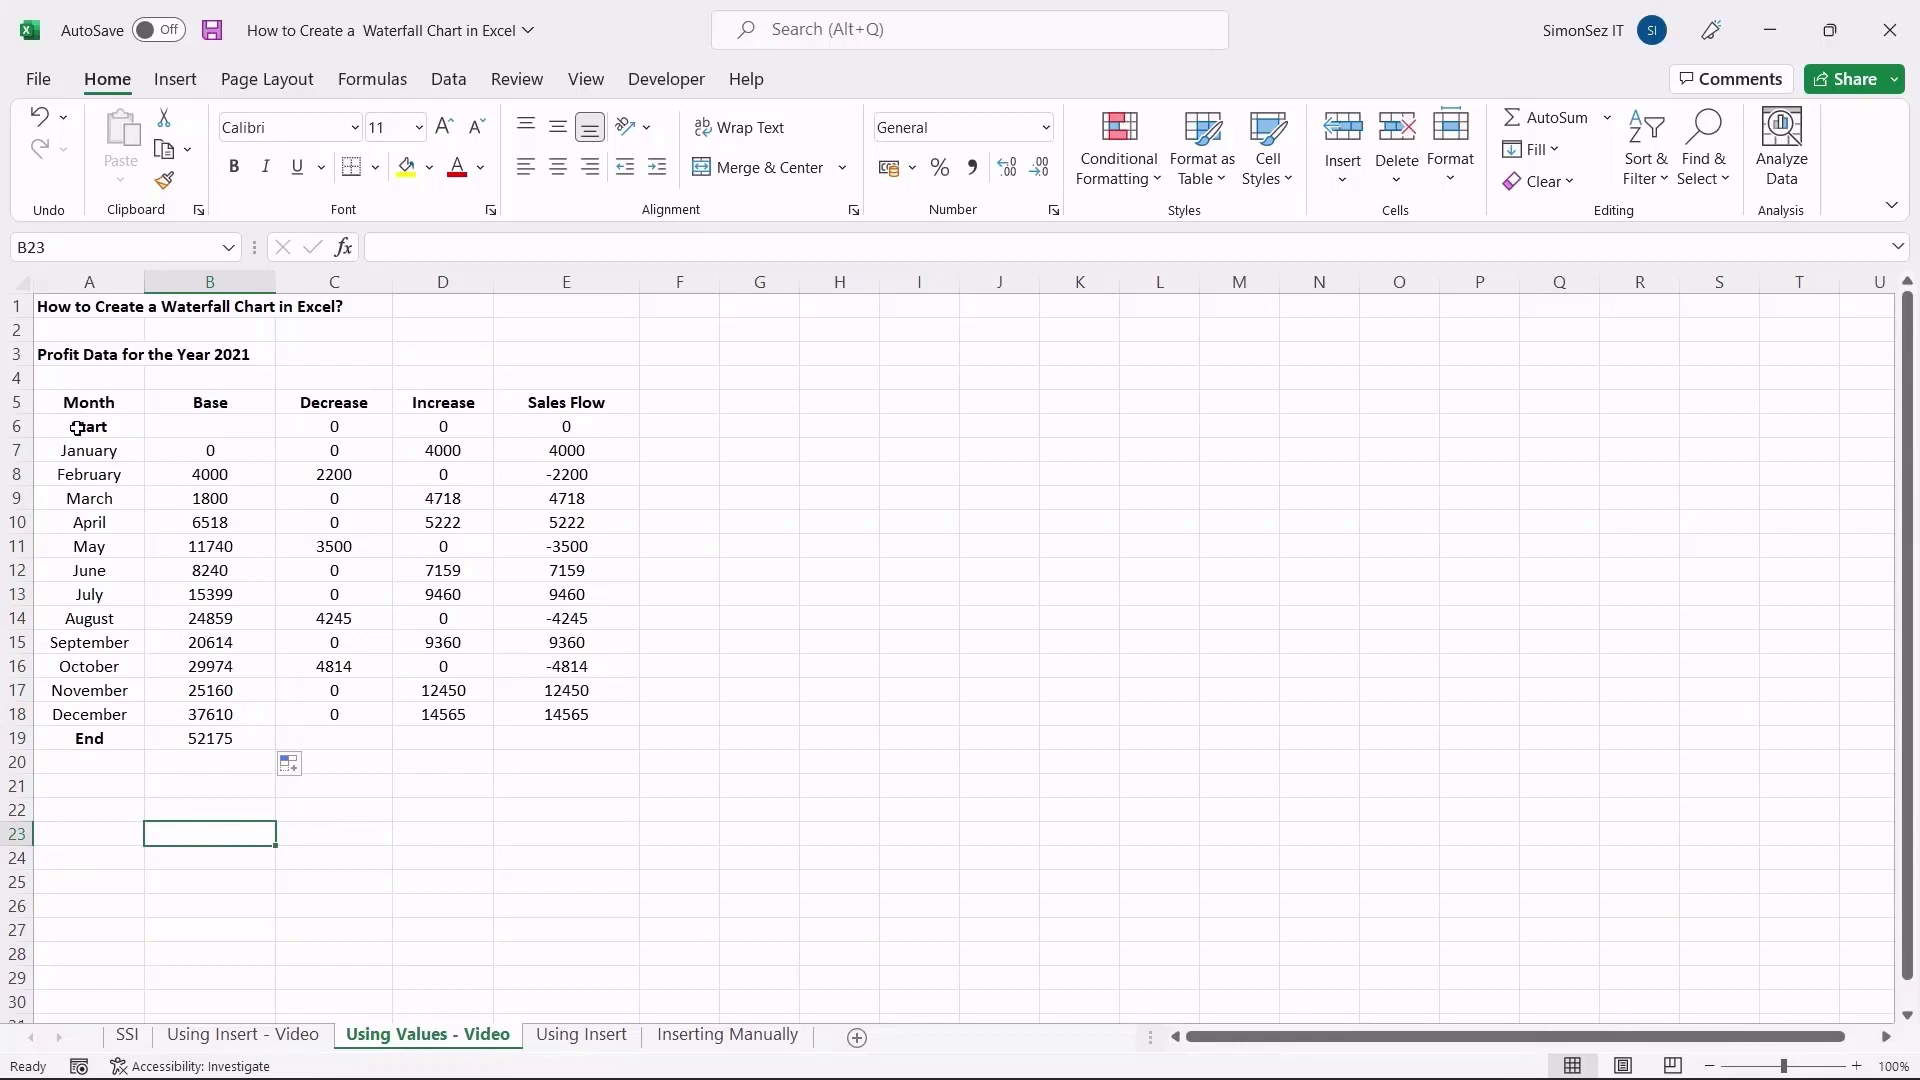 AutoSave Off How to Create a Waterfall Chart in Excel Search (Alt+Q) SimonSez IT SI
File Home Insert Page Layout Formulas Data Review View Developer Help Comments Share
Calibri 11 Wrap Text General AutoSum
Paste Conditional Formatting Format as Table Cell Styles Insert Delete Format Fill Sort & Filter Find & Select Analyze Data
B I U A Merge & Center % Clear
Undo Clipboard Font Alignment Number Styles Cells Editing Analysis
B23 fx
A B C D E F G H I J K L M N O P Q R S T U
1 How to Create a Waterfall Chart in Excel?
2
3 Profit Data for the Year 2021
4
5 Month Base Decrease Increase Sales Flow
6 0 0 0
7 January 0 0 4000 4000
8 February 4000 2200 0 -2200
9 March 1800 0 4718 4718
10 April 6518 0 5222 5222
11 May 11740 3500 0 -3500
12 June 8240 0 7159 7159
13 July 15399 0 9460 9460
14 August 24859 4245 0 -4245
15 September 20614 0 9360 9360
16 October 29974 4814 0 -4814
17 November 25160 0 12450 12450
18 December 37610 0 14565 14565
19 End 52175
20
21
22
23
24
25
26
27
28
29
30
SSI Using Insert - Video Using Values - Video Using Insert Inserting Manually
Ready Accessibility: Investigate 100%